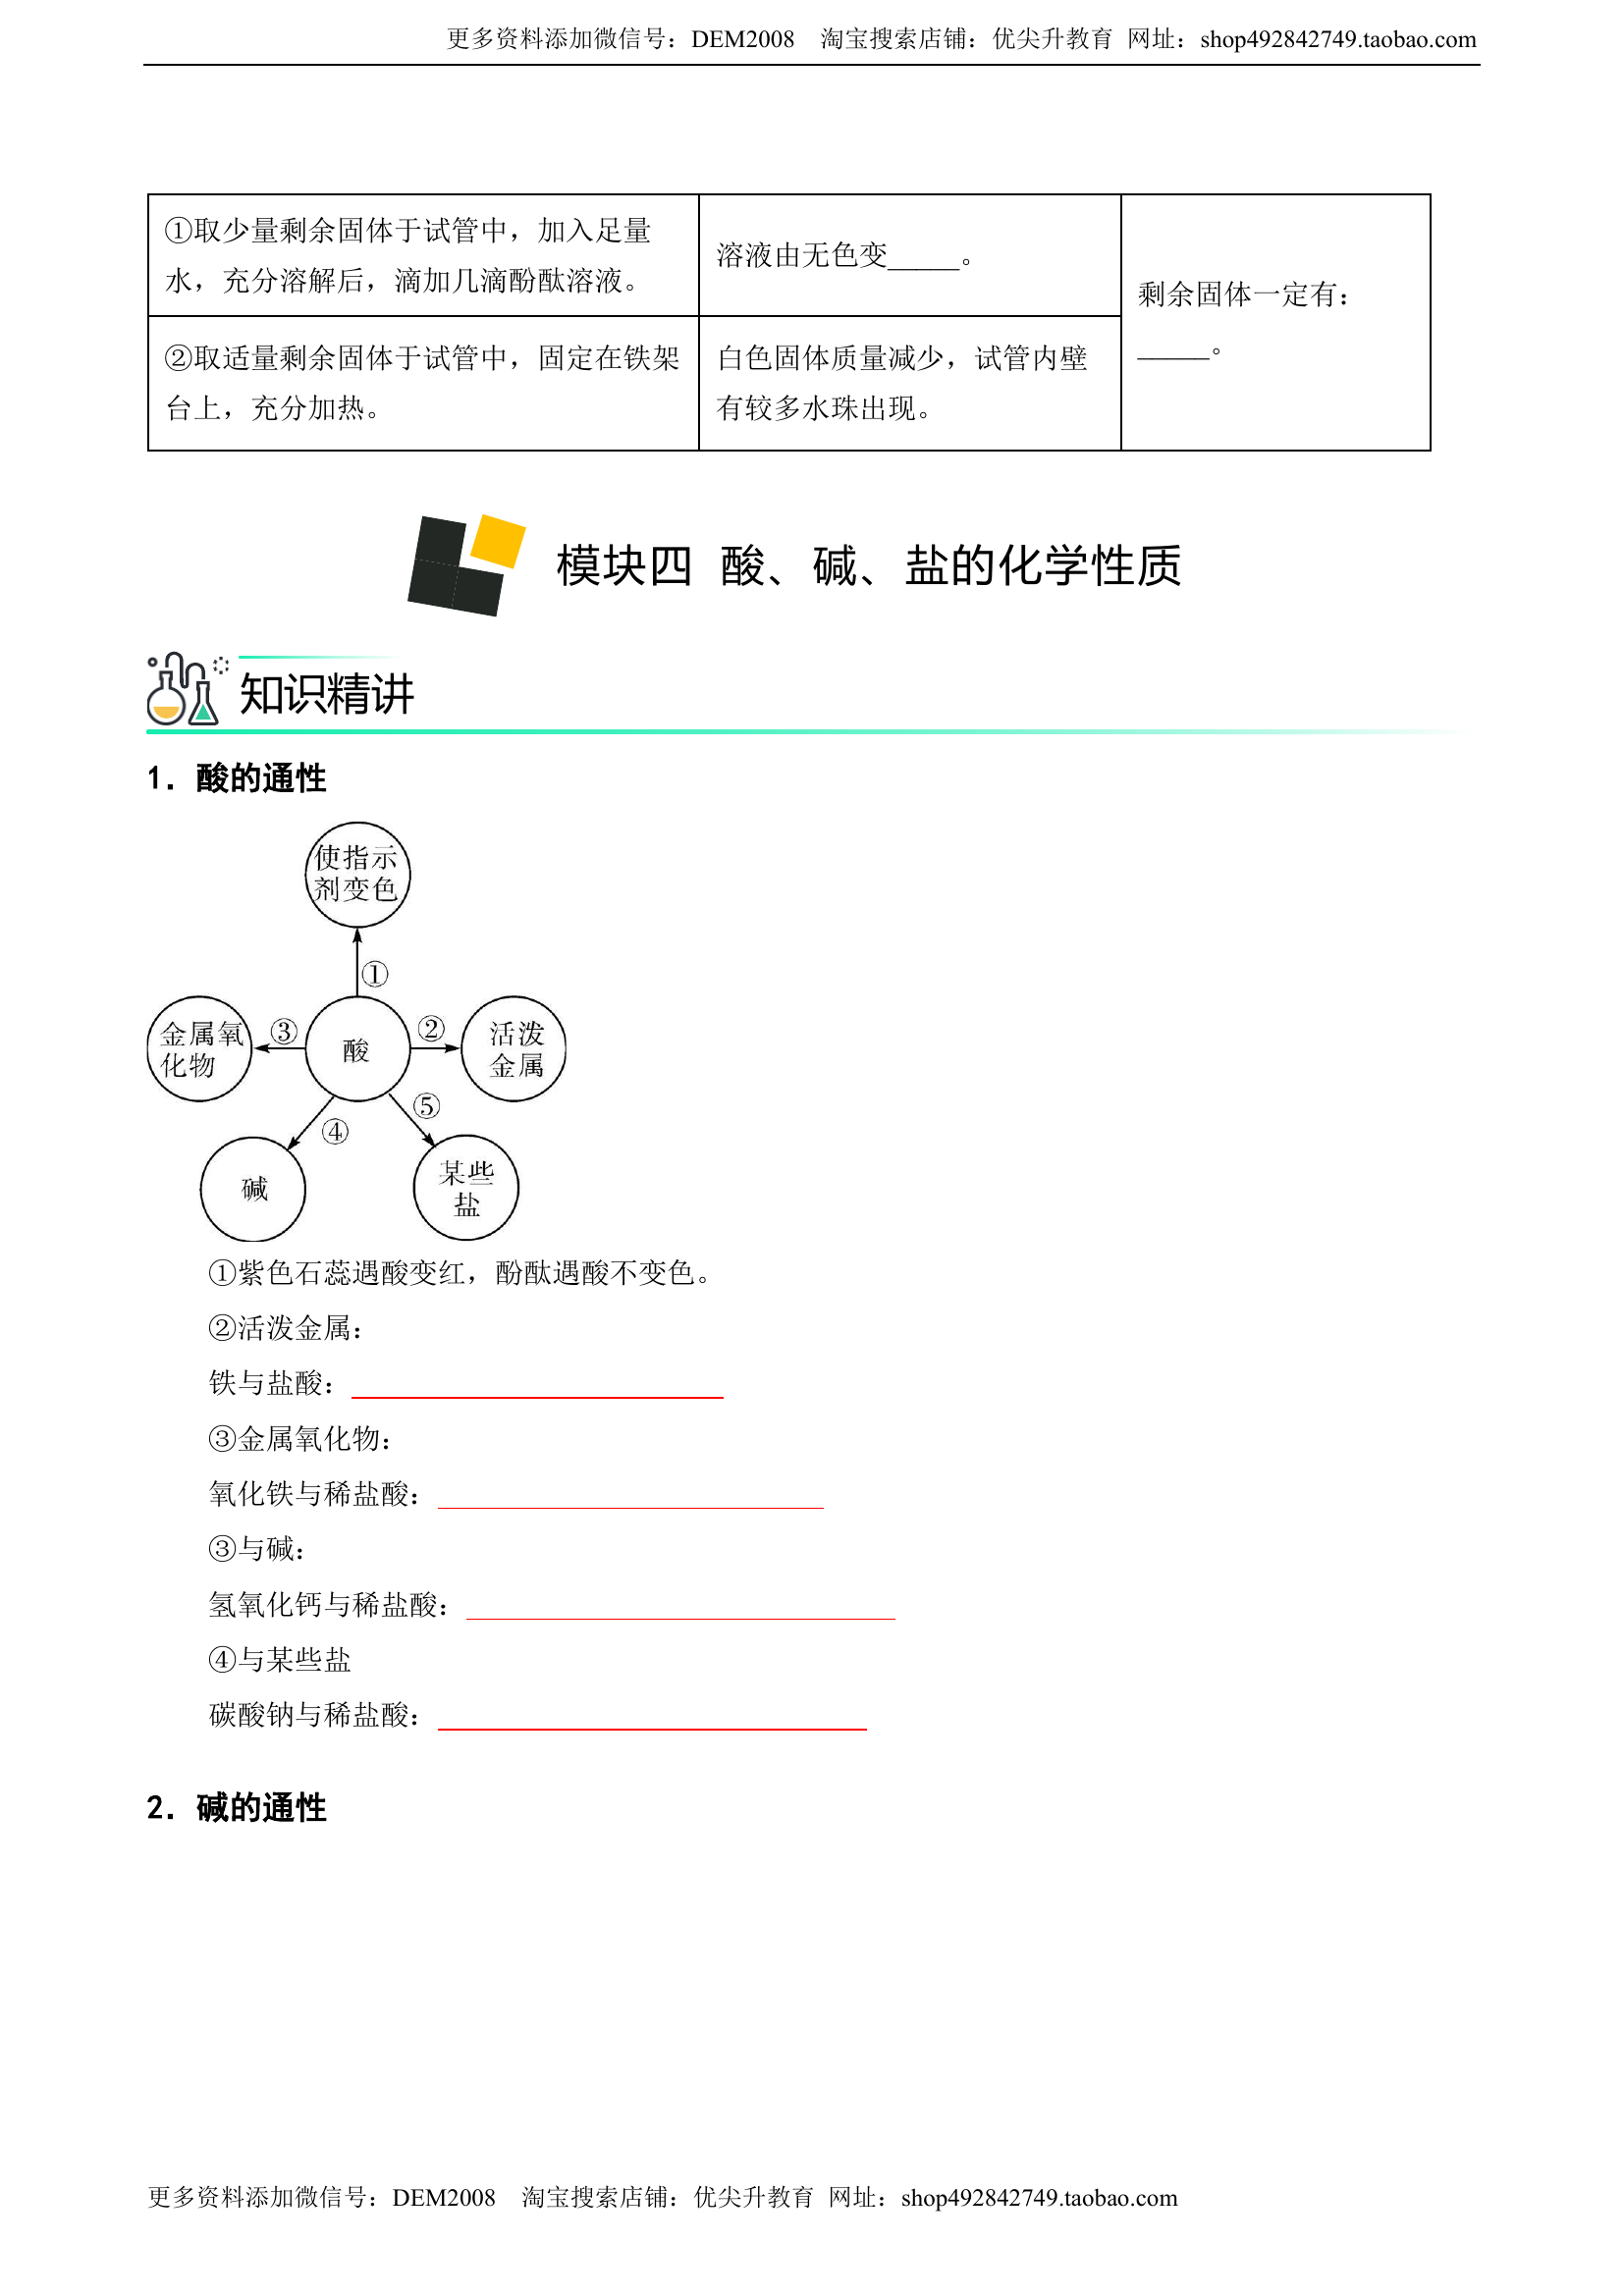 更多资料添加微信号：DEM2008 淘宝搜索店铺：优尖升教育 网址：shop492842749.taobao.com
①取少量剩余固体于试管中，加入足量
水，充分溶解后，滴加几滴酚酞溶液。
溶液由无色变_____。
剩余固体一定有：
_____。
②取适量剩余固体于试管中，固定在铁架
台上，充分加热。
白色固体质量减少，试管内壁
有较多水珠出现。
模块四 酸、碱、盐的化学性质
知识精讲
1. 酸的通性
使指示
剂变色
①
金属氧
化物
③
酸
②
活泼
金属
④
⑤
碱
某些
盐
①紫色石蕊遇酸变红，酚酞遇酸不变色。
②活泼金属：
铁与盐酸：
③金属氧化物：
氧化铁与稀盐酸：
③与碱：
氢氧化钙与稀盐酸：
④与某些盐
碳酸钠与稀盐酸：
2. 碱的通性
更多资料添加微信号：DEM2008 淘宝搜索店铺：优尖升教育 网址：shop492842749.taobao.com